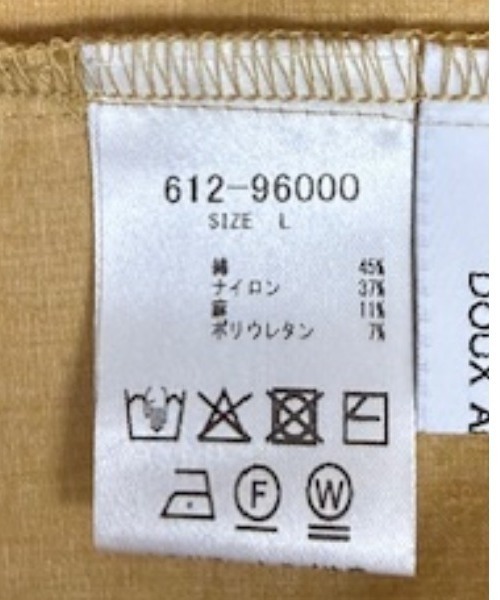 612-96000
SIZE L
綿 45%
ナイロン 37%
麻 11%
ポリウレタン 7%
F
W
DOUX A